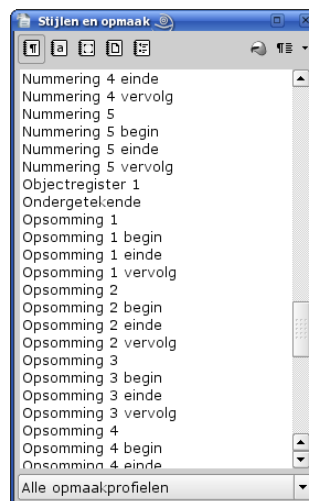 Stijlen en opmaak
Nummering 4 einde
Nummering 4 vervolg
Nummering 5
Nummering 5 begin
Nummering 5 einde
Nummering 5 vervolg
Objectregister 1
Ondergetekende
Opsomming 1
Opsomming 1 begin
Opsomming 1 einde
Opsomming 1 vervolg
Opsomming 2
Opsomming 2 begin
Opsomming 2 einde
Opsomming 2 vervolg
Opsomming 3
Opsomming 3 begin
Opsomming 3 einde
Opsomming 3 vervolg
Opsomming 4
Opsomming 4 begin
Opsomming 4 einde
Alle opmaakprofielen